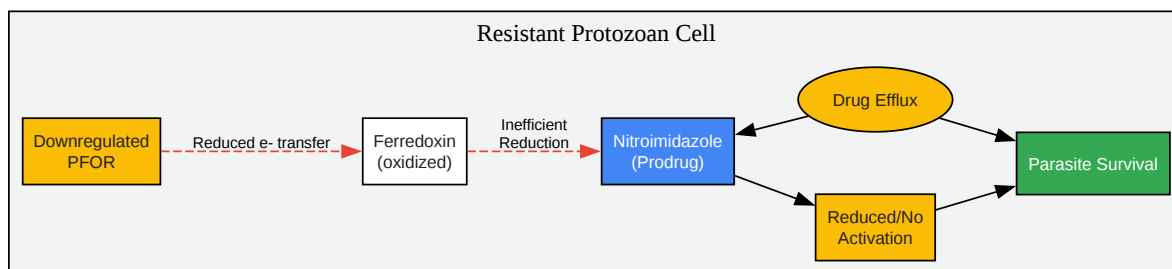 Resistant Protozoan Cell
Downregulated
PFOR
Reduced e- transfer
Ferredoxin
(oxidized)
Inefficient
Reduction
Nitroimidazole
(Prodrug)
Drug Efflux
Reduced/No
Activation
Parasite Survival